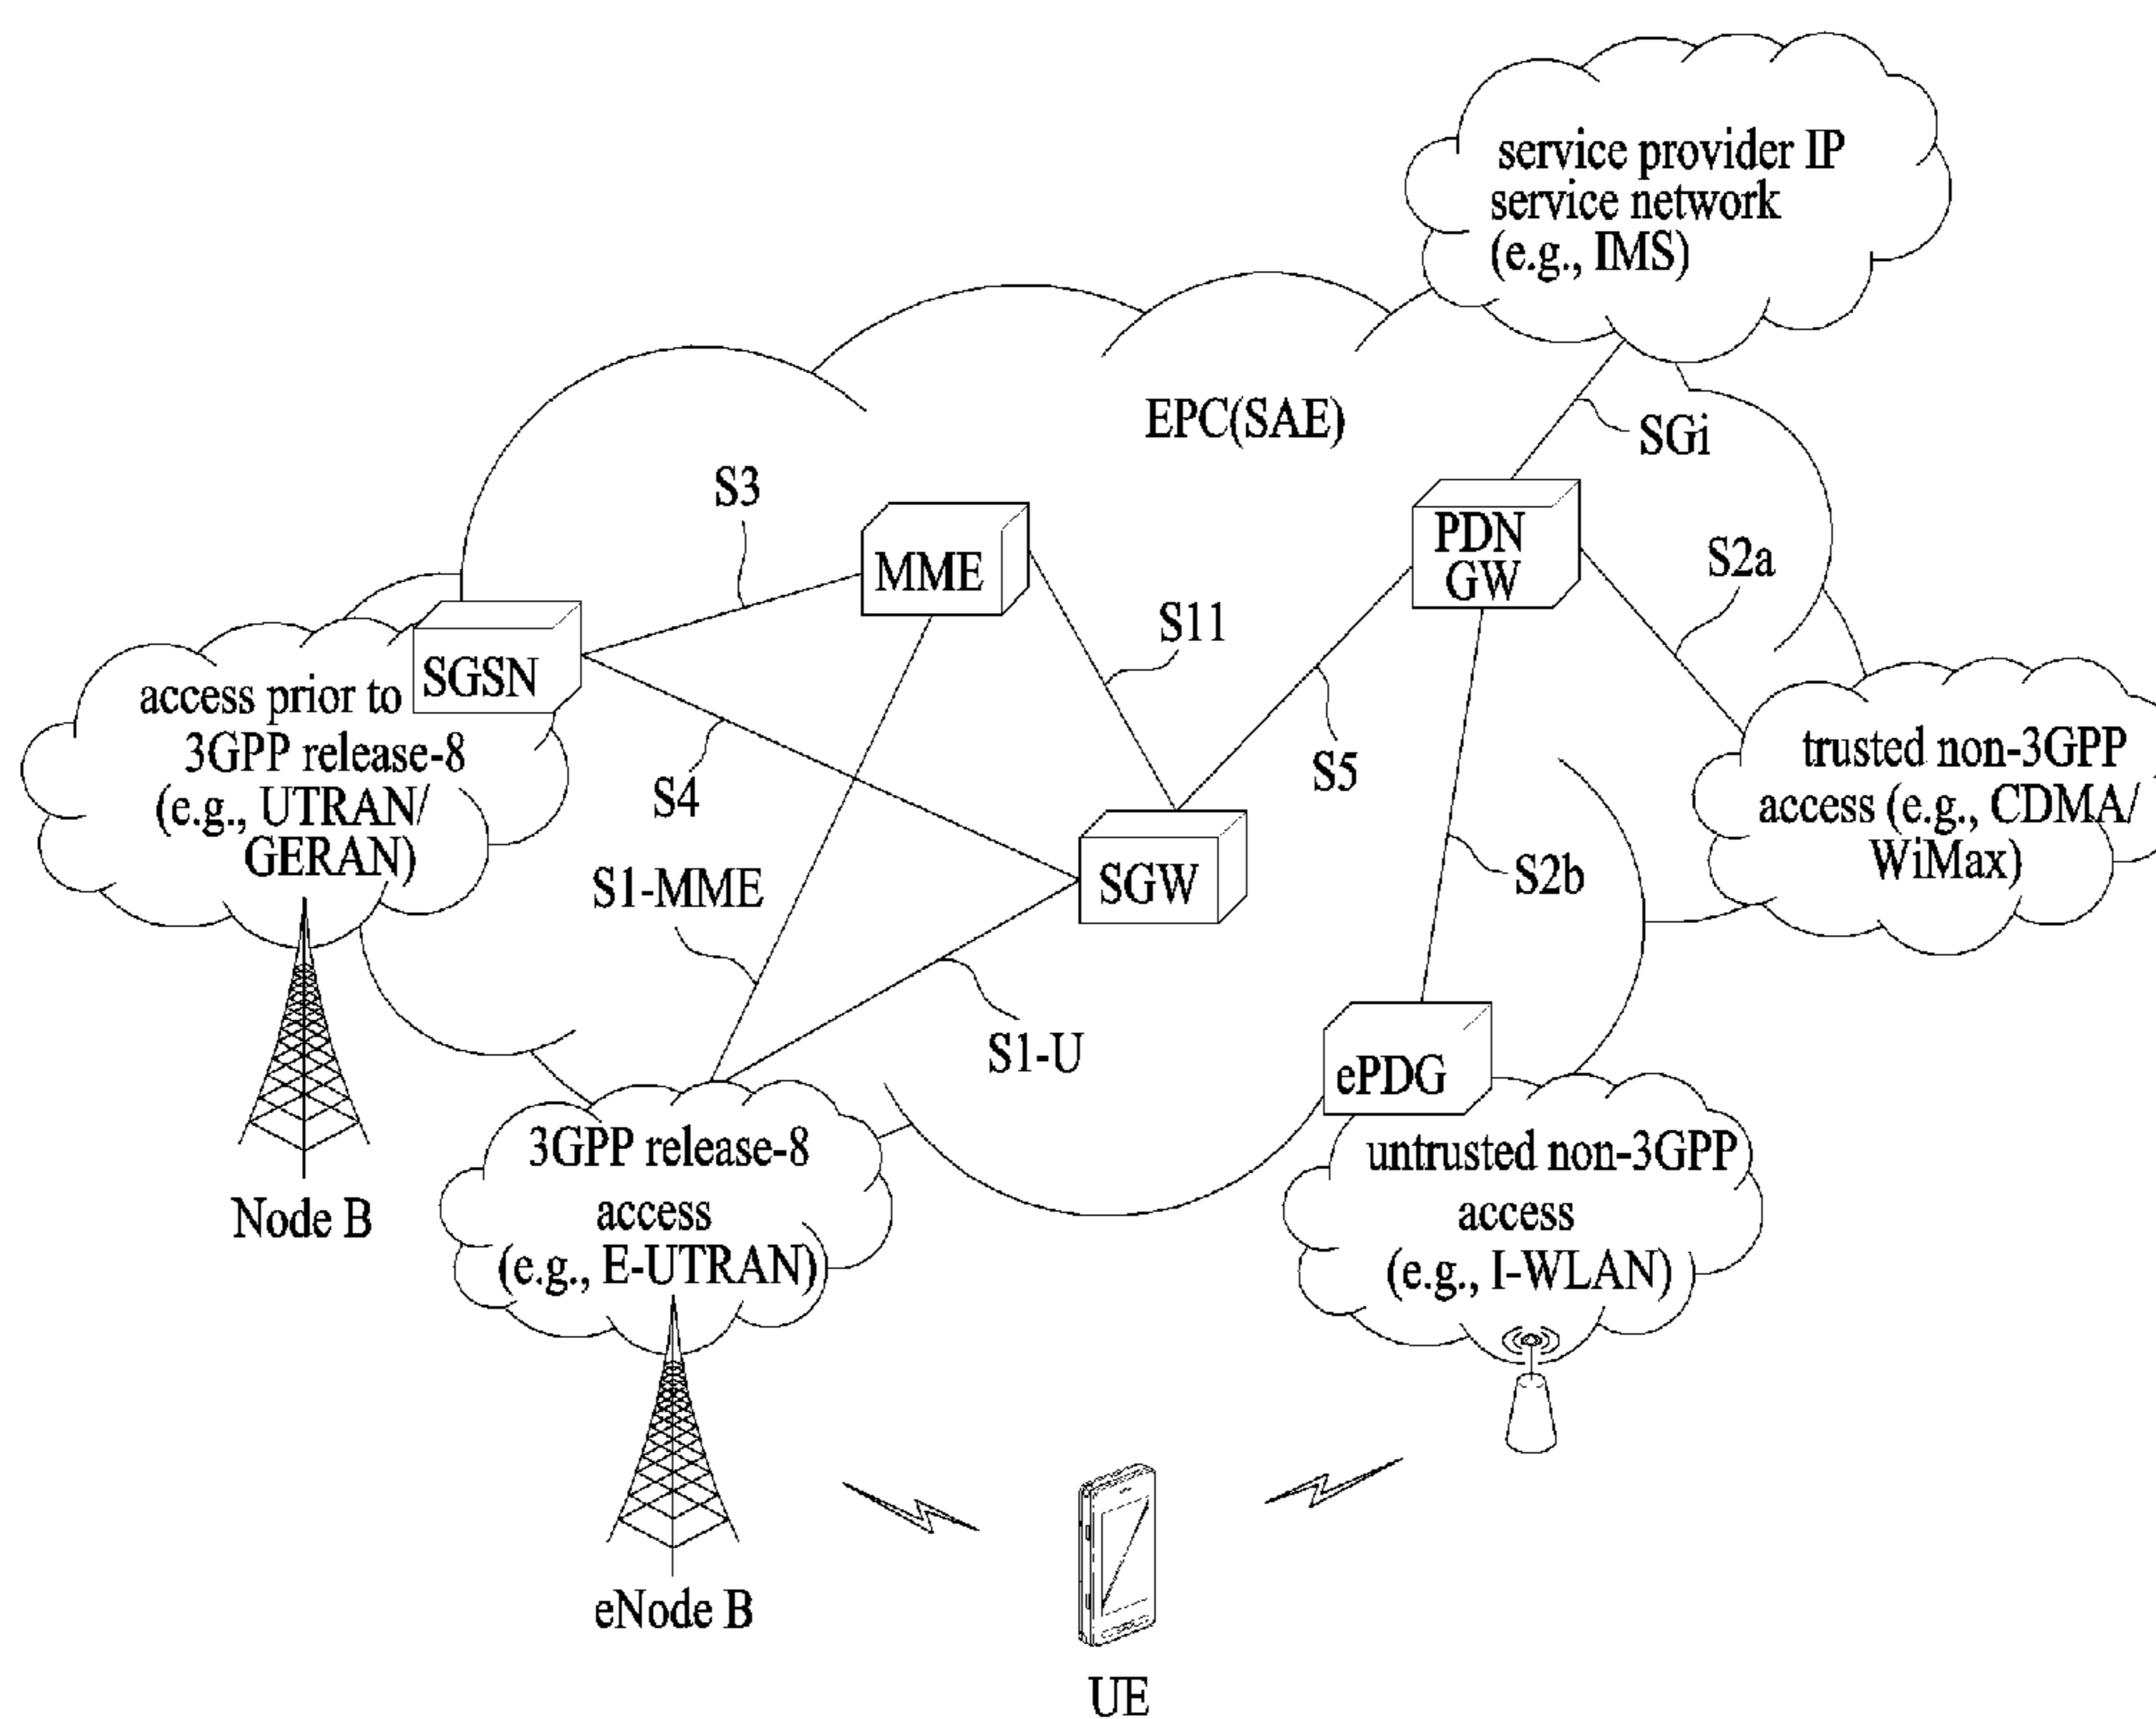 service provider IP
service network
(e.g., IMS)
EPC(SAE)
SGi
S3
MME
PDN
GW
S2a
S11
SGSN
access prior to
3GPP release-8
(e.g., UTRAN/
GERAN)
S4
S5
trusted non-3GPP
access (e.g., CDMA/
WiMax)
S1-MME
SGW
S2b
S1-U
ePDG
Node B
3GPP release-8
access
(e.g., E-UTRAN)
untrusted non-3GPP
access
(e.g., I-WLAN)
eNode B
UE